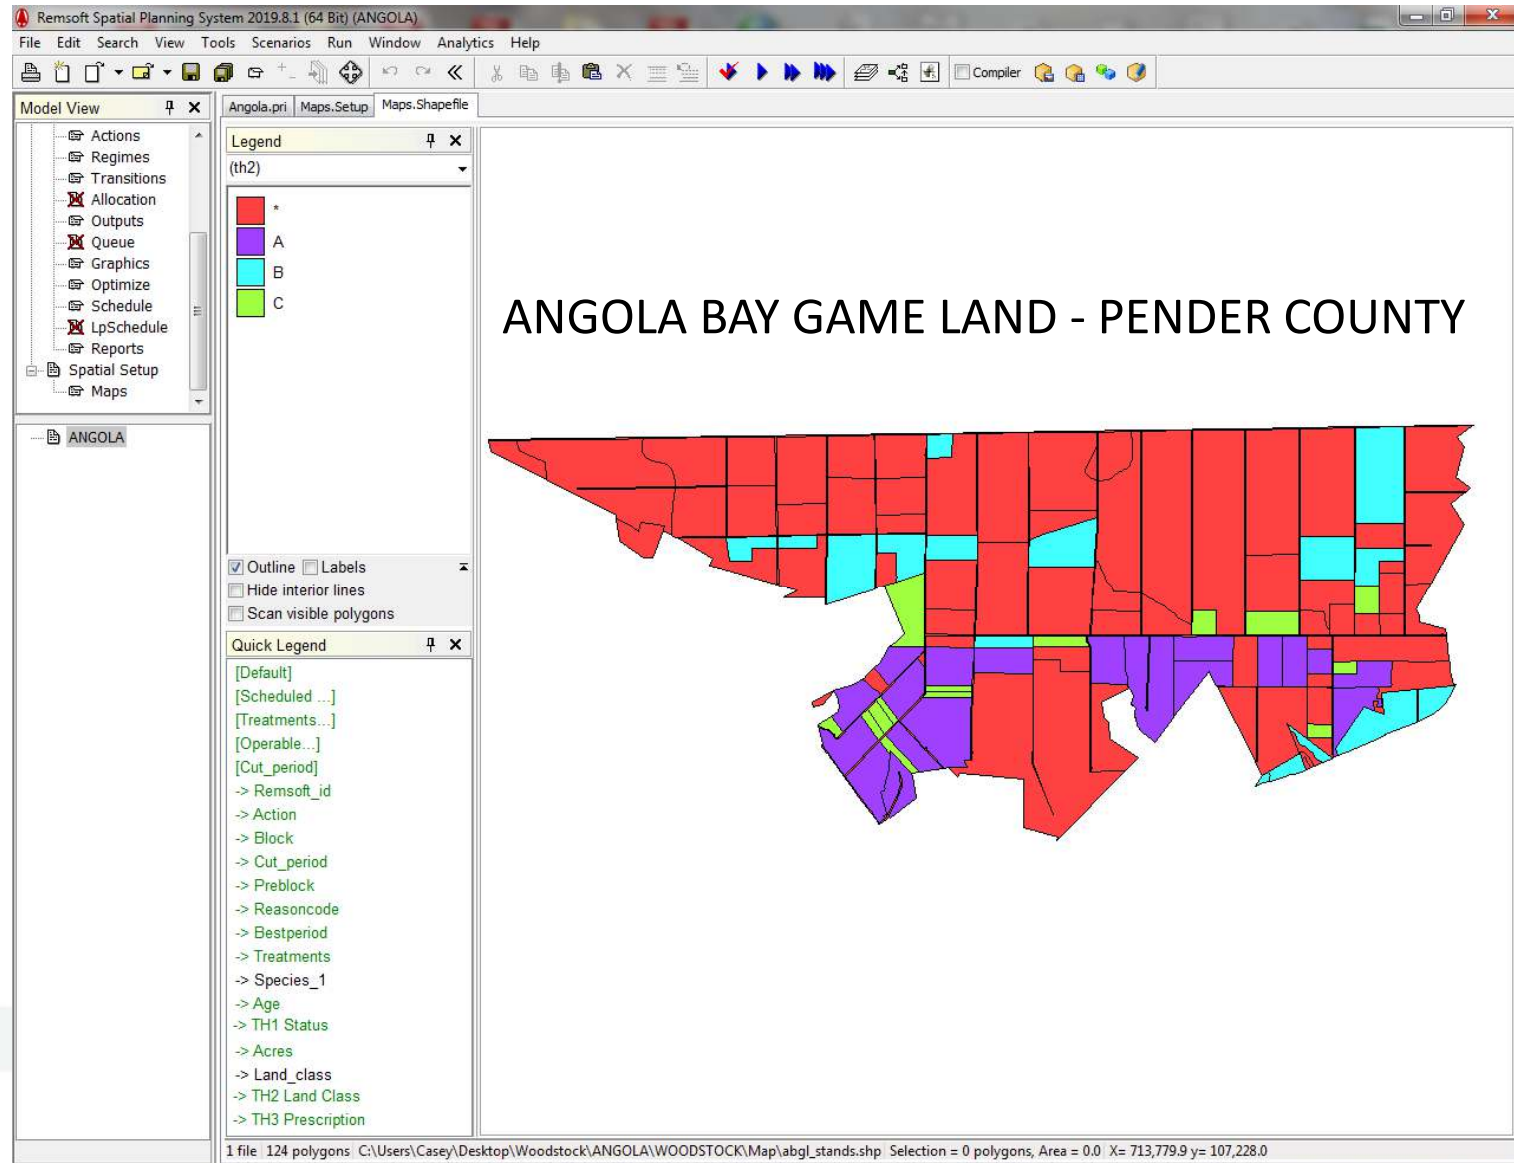 Remsoft Spatial Planning System 2019.8.1 (64 Bit) (ANGOLA)
File Edit Search View Tools Scenarios Run Window Analytics Help
Compiler
Model View
Actions
Regimes
Transitions
Allocation
Outputs
Queue
Graphics
Optimize
Schedule
LpSchedule
Reports
Spatial Setup
Maps
ANGOLA
Angola.pri Maps.Setup Maps.Shapefile
Legend
(th2)
*
A
B
C
Outline Labels
Hide interior lines
Scan visible polygons
Quick Legend
[Default]
[Scheduled ...]
[Treatments...]
[Operable...]
[Cut_period]
-> Remsoft_id
-> Action
-> Block
-> Cut_period
-> Preblock
-> Reasoncode
-> Bestperiod
-> Treatments
-> Species_1
-> Age
-> TH1 Status
-> Acres
-> Land_class
-> TH2 Land Class
-> TH3 Prescription
ANGOLA BAY GAME LAND - PENDER COUNTY
1 file 124 polygons C:\Users\Casey\Desktop\Woodstock\ANGOLA\WOODSTOCK\Map\abgl_stands.shp Selection = 0 polygons, Area = 0.0 X= 713,779.9 y= 107,228.0